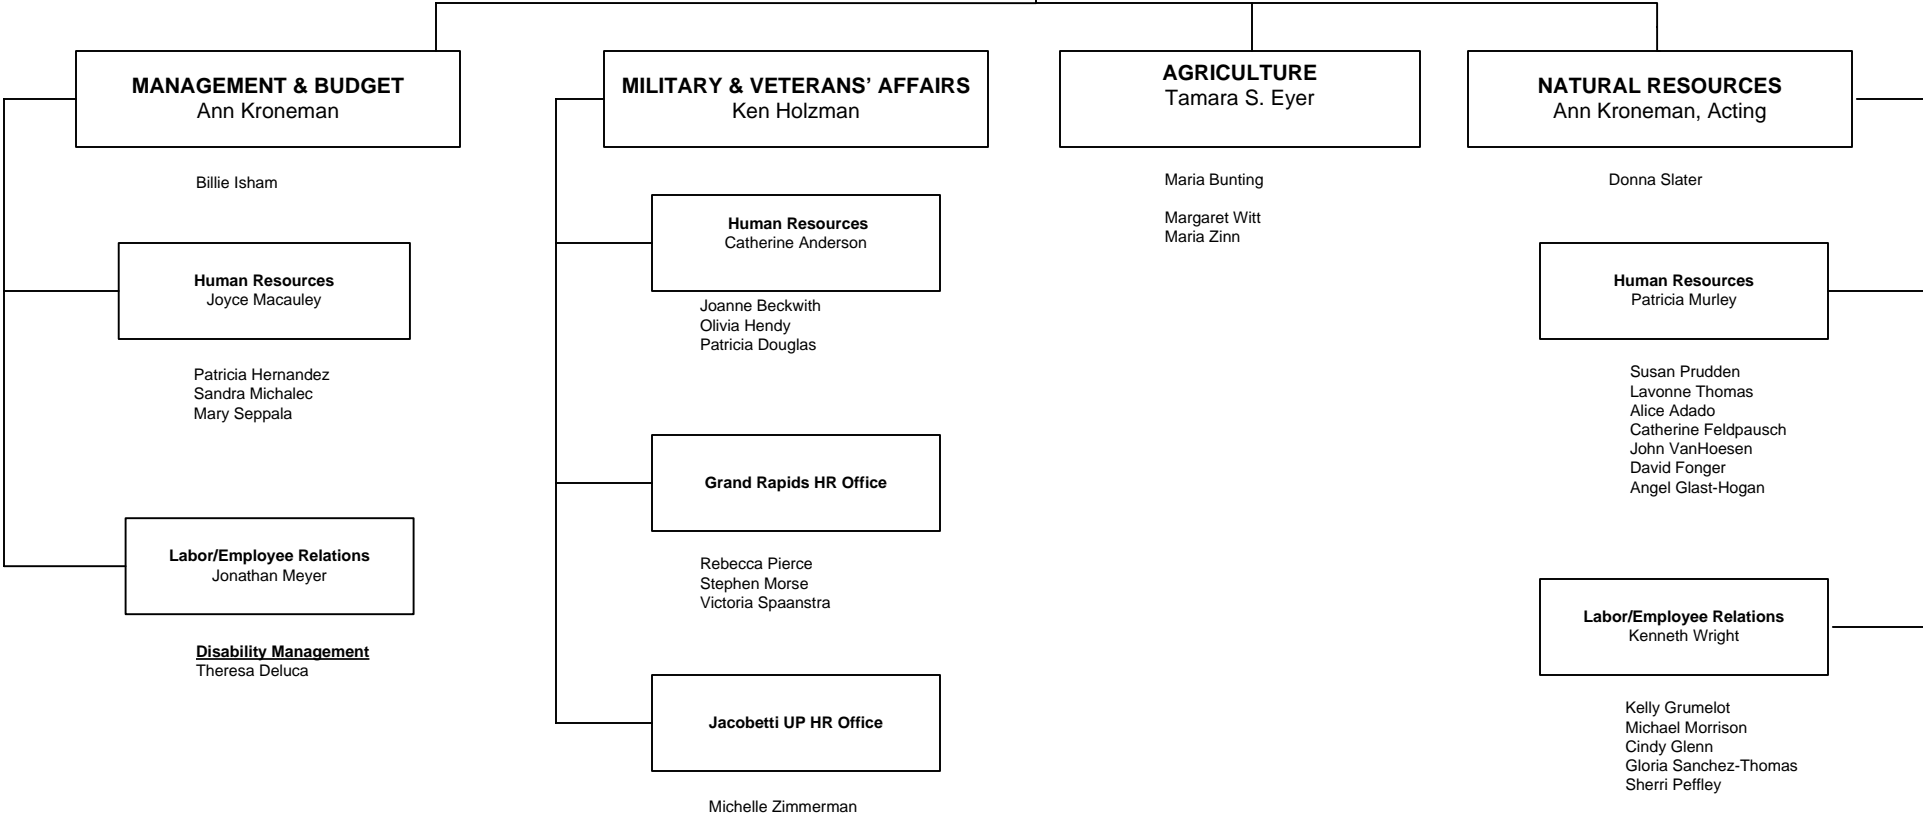 MANAGEMENT & BUDGET
Ann Kroneman
Billie Isham
Human Resources
Joyce Macauley
Patricia Hernandez
Sandra Michalec
Mary Seppala
Labor/Employee Relations
Jonathan Meyer
Disability Management
Theresa Deluca
MILITARY & VETERANS’ AFFAIRS
Ken Holzman
Human Resources
Catherine Anderson
Joanne Beckwith
Olivia Hendy
Patricia Douglas
Grand Rapids HR Office
Rebecca Pierce
Stephen Morse
Victoria Spaanstra
Jacobetti UP HR Office
Michelle Zimmerman
AGRICULTURE
Tamara S. Eyer
Maria Bunting
Margaret Witt
Maria Zinn
NATURAL RESOURCES
Ann Kroneman, Acting
Donna Slater
Human Resources
Patricia Murley
Susan Prudden
Lavonne Thomas
Alice Adado
Catherine Feldpausch
John VanHoesen
David Fonger
Angel Glast-Hogan
Labor/Employee Relations
Kenneth Wright
Kelly Grumelot
Michael Morrison
Cindy Glenn
Gloria Sanchez-Thomas
Sherri Peffley